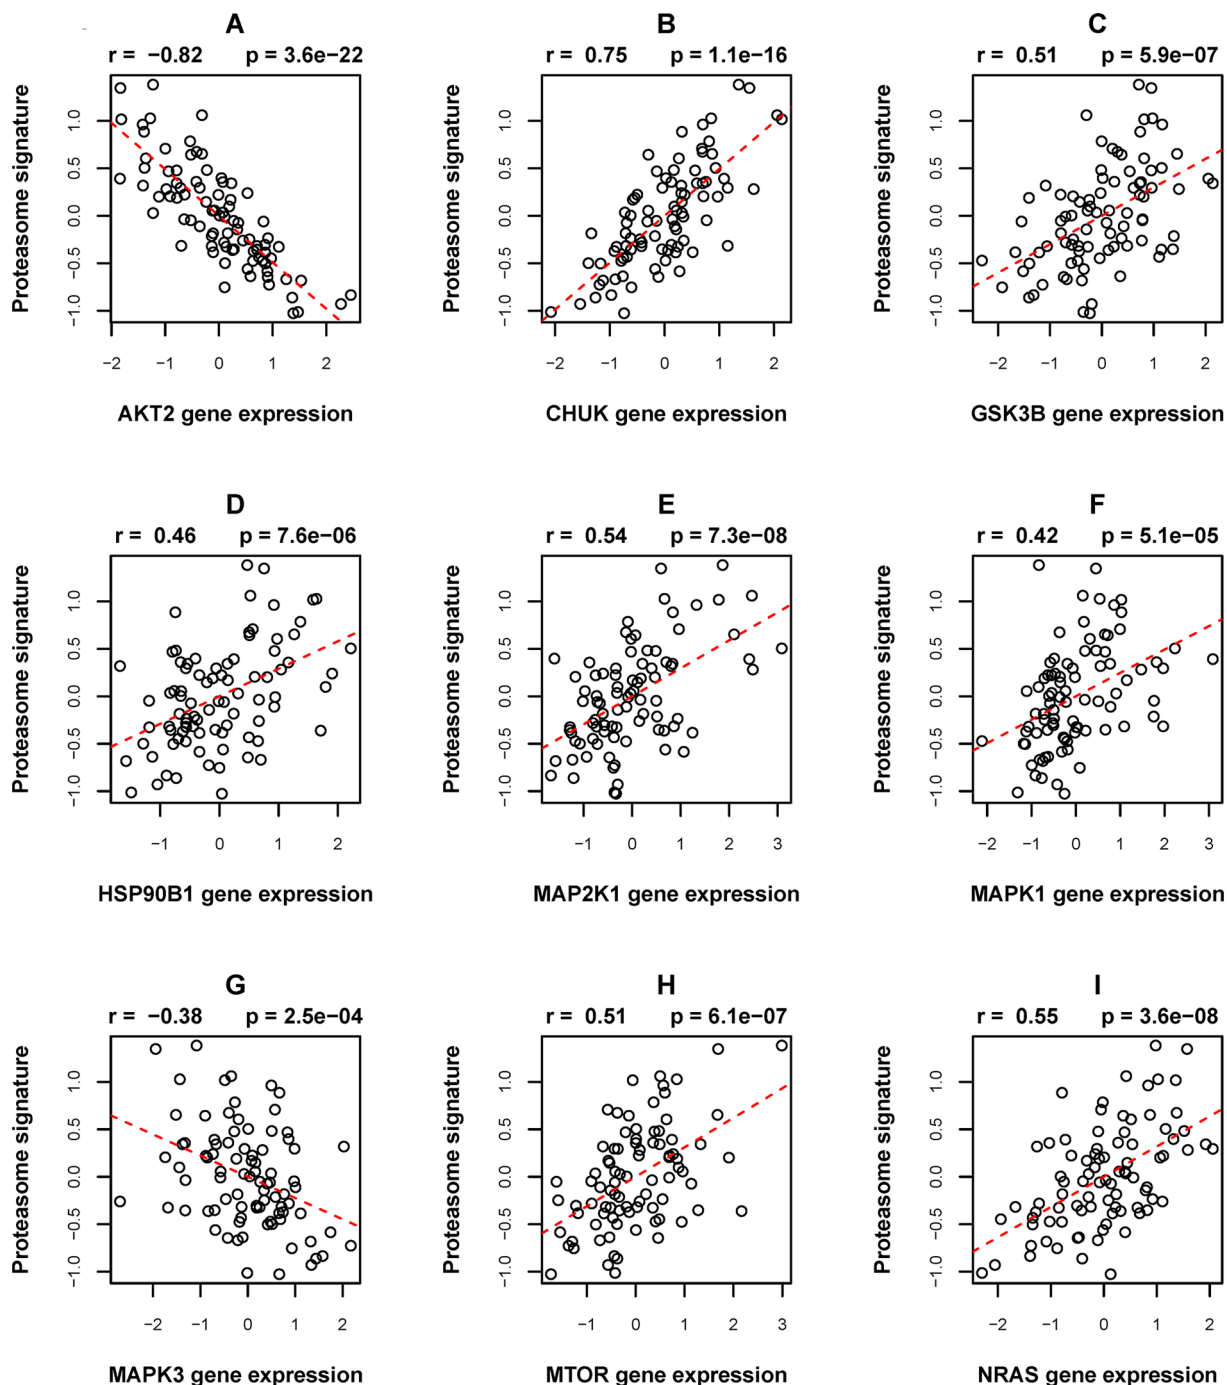 A
r = −0.82 p = 3.6e−22
Proteasome signature
1.0
0.5
0.0
−0.5
−1.0
−2 −1 0 1 2
AKT2 gene expression
B
r = 0.75 p = 1.1e−16
Proteasome signature
1.0
0.5
0.0
−0.5
−1.0
−2 −1 0 1 2
CHUK gene expression
C
r = 0.51 p = 5.9e−07
Proteasome signature
1.0
0.5
0.0
−0.5
−1.0
−2 −1 0 1 2
GSK3B gene expression
D
r = 0.46 p = 7.6e−06
Proteasome signature
1.0
0.5
0.0
−0.5
−1.0
−1 0 1 2
HSP90B1 gene expression
E
r = 0.54 p = 7.3e−08
Proteasome signature
1.0
0.5
0.0
−0.5
−1.0
−1 0 1 2 3
MAP2K1 gene expression
F
r = 0.42 p = 5.1e−05
Proteasome signature
1.0
0.5
0.0
−0.5
−1.0
−2 −1 0 1 2 3
MAPK1 gene expression
G
r = −0.38 p = 2.5e−04
Proteasome signature
1.0
0.5
0.0
−0.5
−1.0
−2 −1 0 1 2
MAPK3 gene expression
H
r = 0.51 p = 6.1e−07
Proteasome signature
1.0
0.5
0.0
−0.5
−1.0
−1 0 1 2 3
MTOR gene expression
I
r = 0.55 p = 3.6e−08
Proteasome signature
1.0
0.5
0.0
−0.5
−1.0
−2 −1 0 1 2
NRAS gene expression